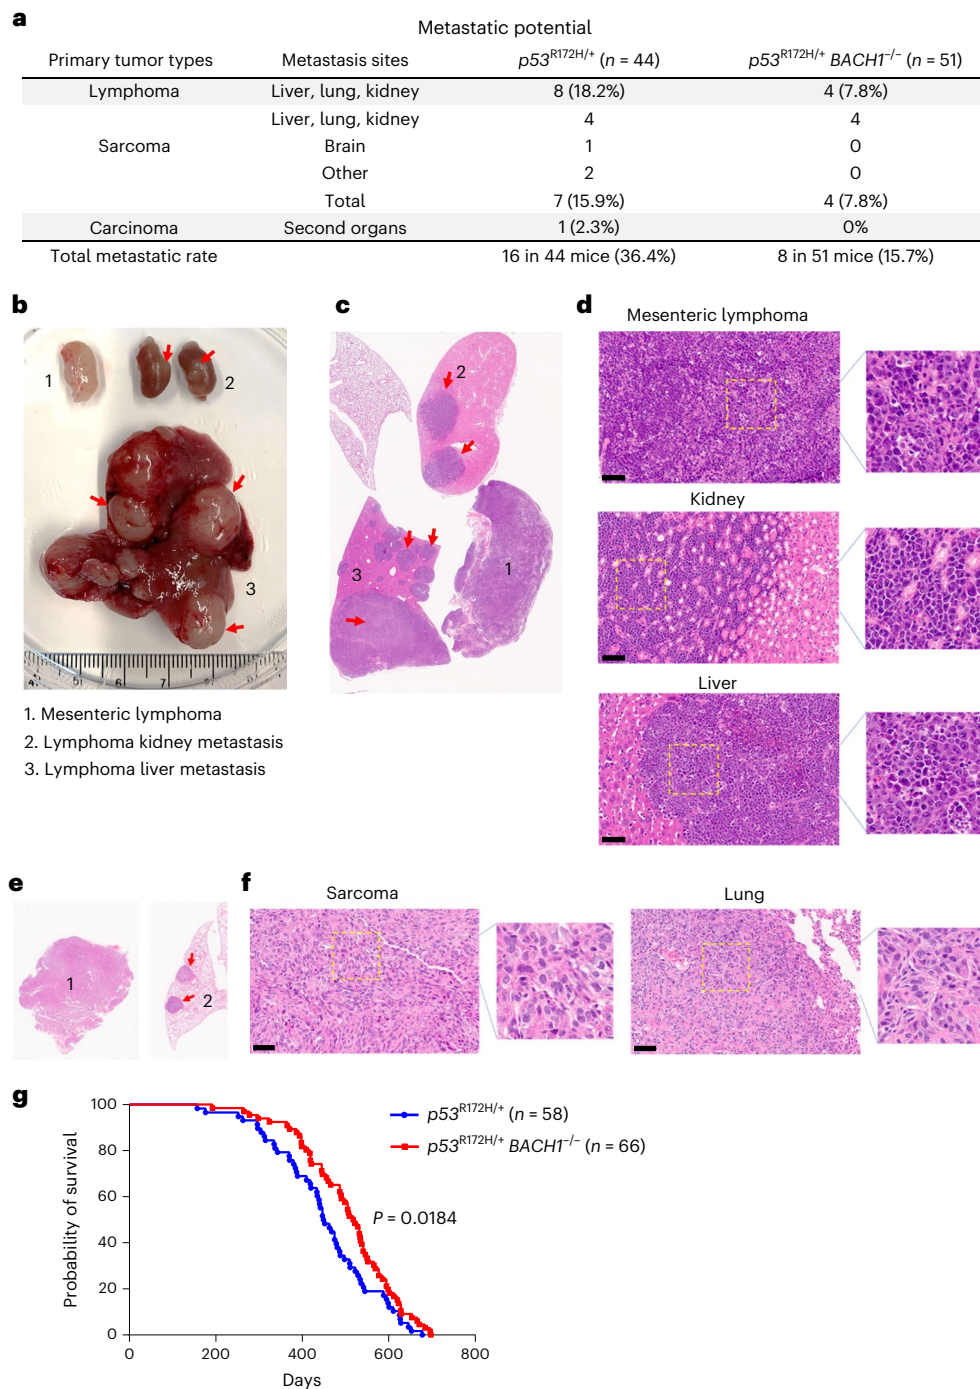 a
Metastatic potential
Primary tumor types Metastasis sites p53R172H/+ (n = 44) p53R172H/+ BACH1−/− (n = 51)
Lymphoma Liver, lung, kidney 8 (18.2%) 4 (7.8%)
Liver, lung, kidney 4 4
Sarcoma Brain 1 0
Other 2 0
Total 7 (15.9%) 4 (7.8%)
Carcinoma Second organs 1 (2.3%) 0%
Total metastatic rate 16 in 44 mice (36.4%) 8 in 51 mice (15.7%)
b
1
2
3
4. 5 6 7 8
1. Mesenteric lymphoma
2. Lymphoma kidney metastasis
3. Lymphoma liver metastasis
c
2
3
1
d
Mesenteric lymphoma
Kidney
Liver
e
1
2
f
Sarcoma
Lung
g
Probability of survival
100
80
60
40
20
0
0 200 400 600 800
Days
p53R172H/+ (n = 58)
p53R172H/+ BACH1−/− (n = 66)
P = 0.0184